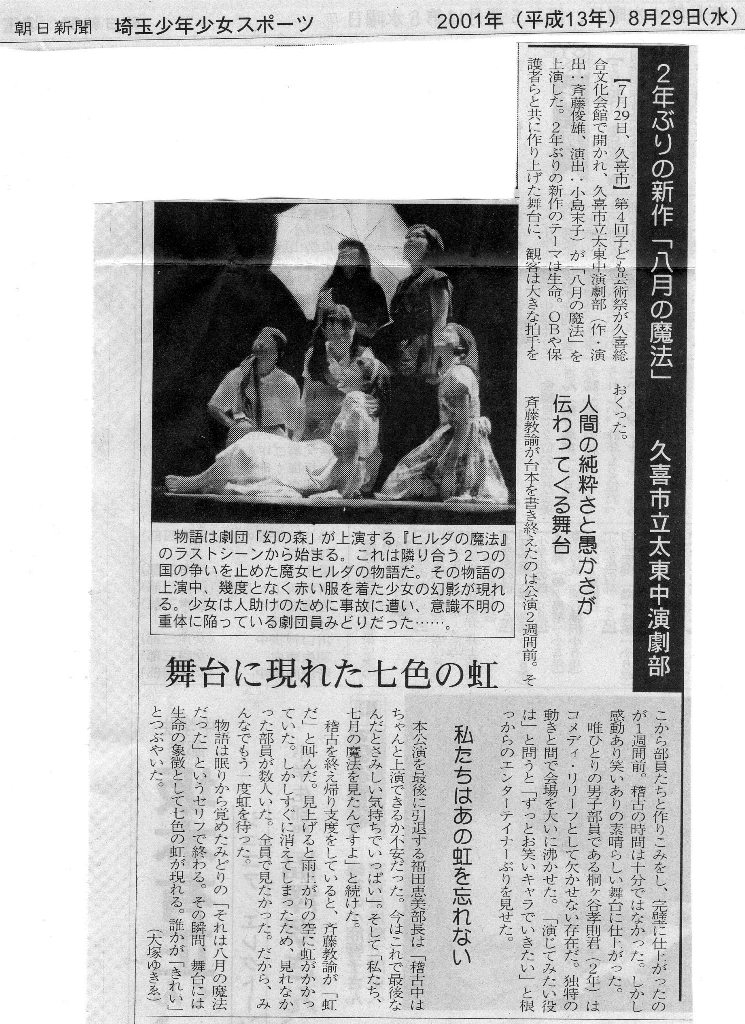 朝日新聞　埼玉少年少女スポーツ　2001年（平成13年）8月29日(水)
２年ぶりの新作「八月の魔法」　久喜市立太東中演劇部
【７月29日、久喜市】第４回子ども芸術祭が久喜総
合文化会館で開かれ、久喜市立太東中演劇部（作・演
出：斉藤俊雄、演出：小島末子）が「八月の魔法」を
上演した。２年ぶりの新作のテーマは生命。ＯＢや保
護者らと共に作り上げた舞台に、観客は大きな拍手を
おくった。
人間の純粋さと愚かさが
伝わってくる舞台
斉藤教諭が台本を書き終えたのは公演２週間前。そ
こから部員たちと作りこみをし、完璧に仕上がったの
が１週間前。稽古の時間は十分ではなかった。しかし
感動あり笑いありの素晴らしい舞台に仕上がった。
唯ひとりの男子部員である桐ヶ谷孝則君（２年）は
コメディ・リリーフとして欠かせない存在だ。独特の
動きと間で会場を大いに沸かせた。「演じてみたい役
は」と問うと「ずっとお笑いキャラでいきたい」と根
っからのエンターテイナーぶりを見せた。
私たちはあの虹を忘れない
本公演を最後に引退する福田恵美部長は「稽古中は
ちゃんと上演できるか不安だった。今はこれで最後な
んだとさみしい気持ちでいっぱい」。そして「私たち、
七月の魔法を見たんですよ」と続けた。
稽古を終え帰り支度をしていると、斉藤教諭が「虹
だ」と叫んだ。見上げると雨上がりの空に虹がかかっ
ていた。しかしすぐに消えてしまったため、見れなか
った部員が数人いた。全員で見たかった。だから、み
んなでもう一度虹を待った。
物語は眠りから覚めたみどりの「それは八月の魔法
だった」というセリフで終わる。その瞬間、舞台には
生命の象徴として七色の虹が現れる。誰かが「きれい」
とつぶやいた。
（大塚ゆきゑ）
舞台に現れた七色の虹
物語は劇団「幻の森」が上演する『ヒルダの魔法』
のラストシーンから始まる。これは隣り合う２つの
国の争いを止めた魔女ヒルダの物語だ。その物語の
上演中、幾度となく赤い服を着た少女の幻影が現れ
る。少女は人助けのために事故に遭い、意識不明の
重体に陥っている劇団員みどりだった……。